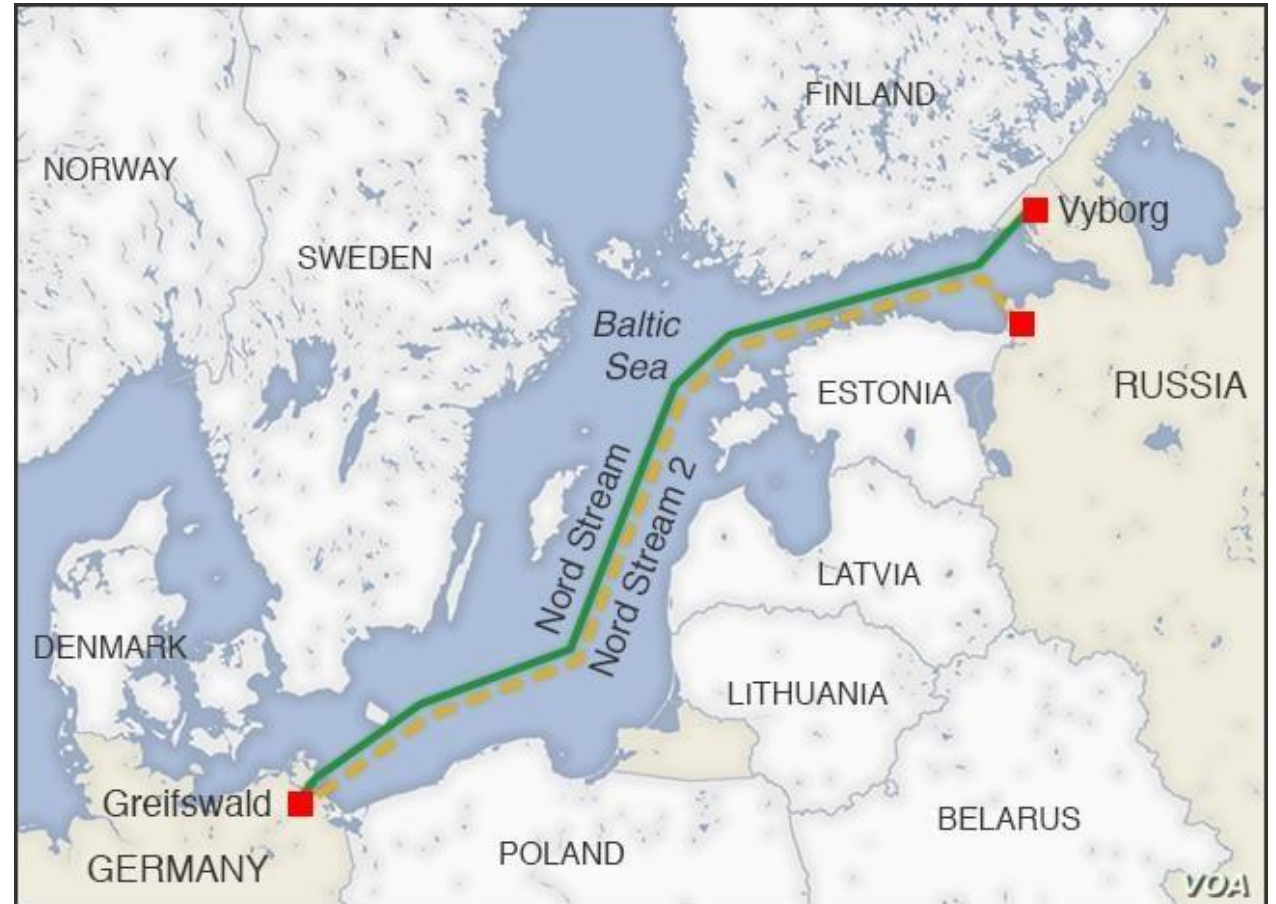 FINLAND
NORWAY
Vyborg
SWEDEN
Baltic
Sea
RUSSIA
ESTONIA
Nord Stream
Nord Stream 2
LATVIA
DENMARK
LITHUANIA
Greifswald
BELARUS
POLAND
GERMANY
VOA